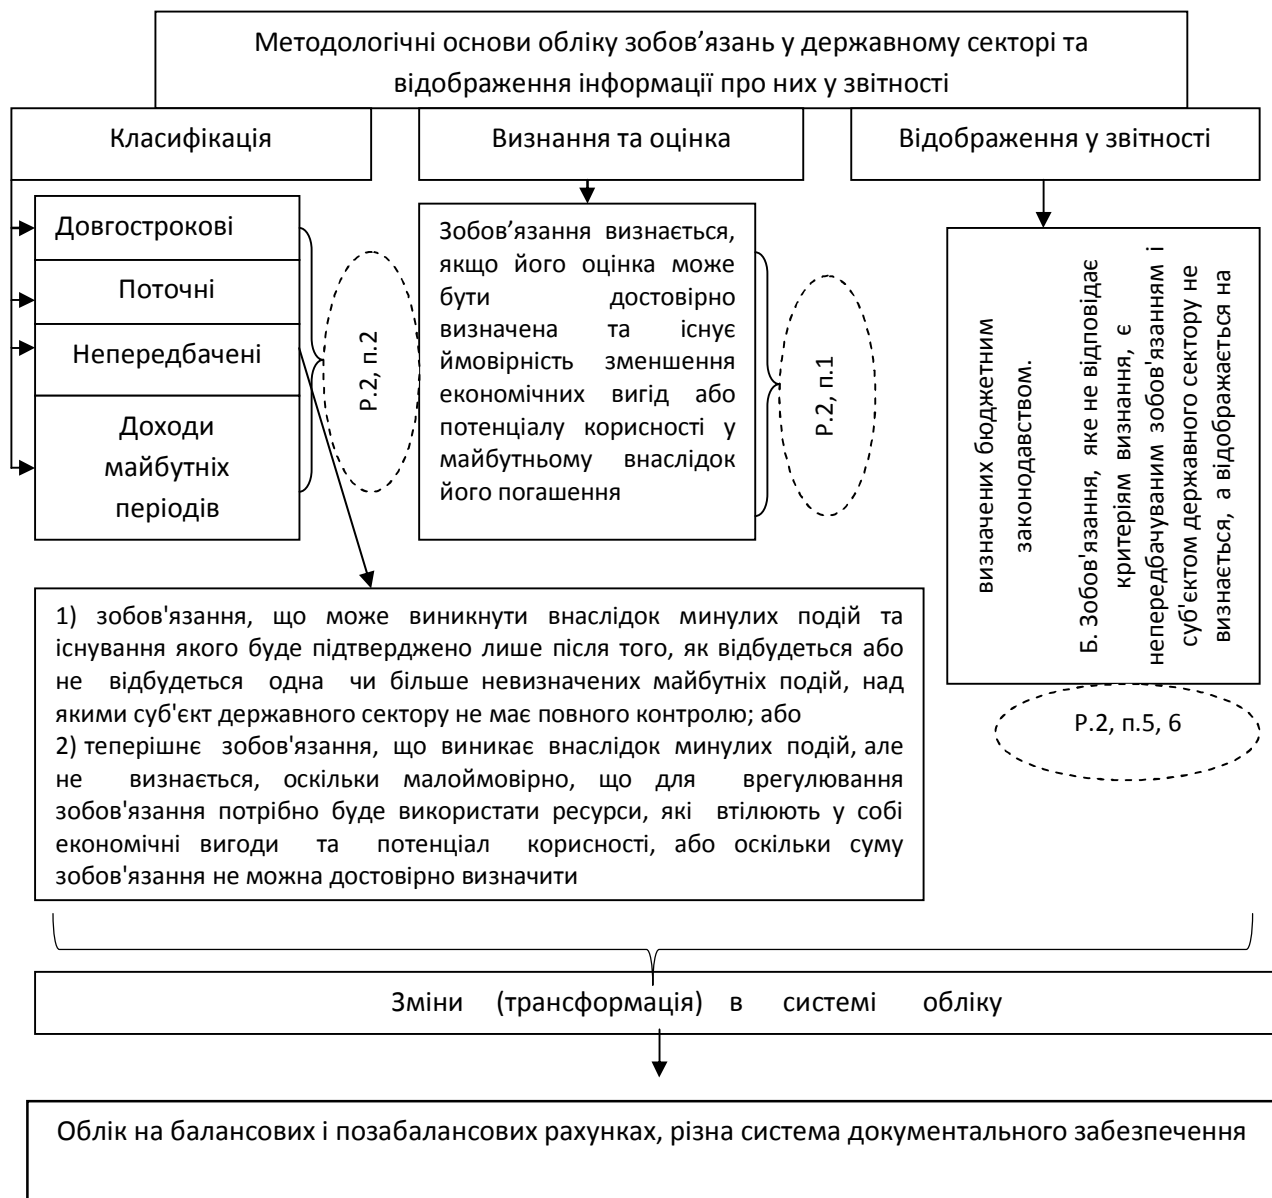 Методологічні основи обліку зобов’язань у державному секторі та
відображення інформації про них у звітності
Класифікація
Визнання та оцінка
Відображення у звітності
Довгострокові
Поточні
Непередбачені
Доходи
майбутніх
періодів
Р.2, п.2
Зобов’язання визнається,
якщо його оцінка може
бути достовірно
визначена та існує
ймовірність зменшення
економічних вигід або
потенціалу корисності у
майбутньому внаслідок
його погашення
Р.2, п.1
визначених бюджетним
законодавством.
Б. Зобов'язання, яке не відповідає
критеріям визнання, є
непередбачуваним зобов'язанням і
суб'єктом державного сектору не
визнається, а відображається на
Р.2, п.5, 6
1) зобов'язання, що може виникнути внаслідок минулих подій та
існування якого буде підтверджено лише після того, як відбудеться або
не відбудеться одна чи більше невизначених майбутніх подій, над
якими суб'єкт державного сектору не має повного контролю; або
2) теперішнє зобов'язання, що виникає внаслідок минулих подій, але
не визнається, оскільки малоймовірно, що для врегулювання
зобов'язання потрібно буде використати ресурси, які втілюють у собі
економічні вигоди та потенціал корисності, або оскільки суму
зобов'язання не можна достовірно визначити
Зміни (трансформація) в системі обліку
Облік на балансових і позабалансових рахунках, різна система документального забезпечення